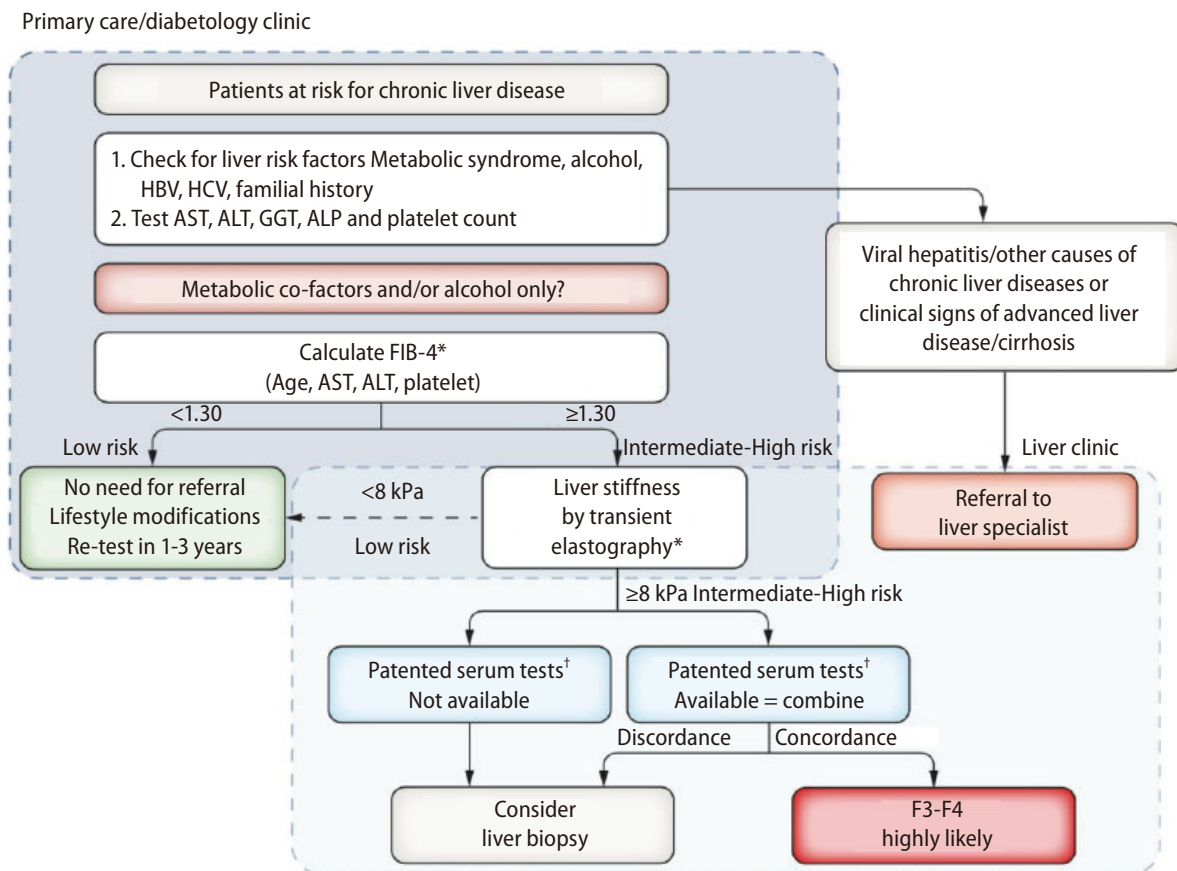 Primary care/diabetology clinic
Patients at risk for chronic liver disease
1. Check for liver risk factors Metabolic syndrome, alcohol,
HBV, HCV, familial history
2. Test AST, ALT, GGT, ALP and platelet count
Viral hepatitis/other causes of
chronic liver diseases or
clinical signs of advanced liver
disease/cirrhosis
Metabolic co-factors and/or alcohol only?
Calculate FIB-4*
(Age, AST, ALT, platelet)
<1.30
≥1.30
Low risk
Intermediate-High risk
Liver clinic
No need for referral
Lifestyle modifications
Re-test in 1-3 years
<8 kPa
Low risk
Liver stiffness
by transient
elastography*
Referral to
liver specialist
≥8 kPa Intermediate-High risk
Patented serum tests†
Not available
Patented serum tests†
Available = combine
Discordance
Concordance
Consider
liver biopsy
F3-F4
highly likely